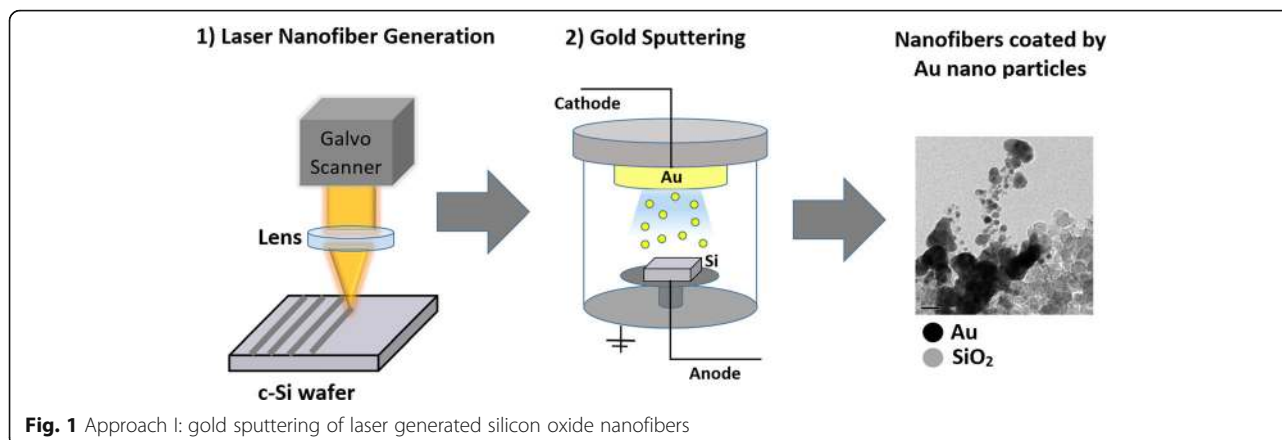 1) Laser Nanofiber Generation
Galvo
Scanner
Lens
c-Si wafer
2) Gold Sputtering
Cathode
Au
Si
Anode
Nanofibers coated by
Au nano particles
Au
SiO₂
Fig. 1 Approach I: gold sputtering of laser generated silicon oxide nanofibers